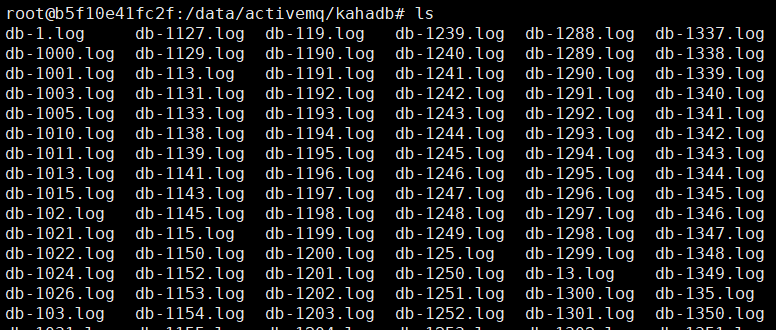 root@b5f10e41fc2f:/data/activemq/kahadb# ls
db-1.log db-1127.log db-119.log db-1239.log db-1288.log db-1337.log
db-1000.log db-1129.log db-1190.log db-1240.log db-1289.log db-1338.log
db-1001.log db-113.log db-1191.log db-1241.log db-1290.log db-1339.log
db-1003.log db-1131.log db-1192.log db-1242.log db-1291.log db-1340.log
db-1005.log db-1133.log db-1193.log db-1243.log db-1292.log db-1341.log
db-1010.log db-1138.log db-1194.log db-1244.log db-1293.log db-1342.log
db-1011.log db-1139.log db-1195.log db-1245.log db-1294.log db-1343.log
db-1013.log db-1141.log db-1196.log db-1246.log db-1295.log db-1344.log
db-1015.log db-1143.log db-1197.log db-1247.log db-1296.log db-1345.log
db-102.log db-1145.log db-1198.log db-1248.log db-1297.log db-1346.log
db-1021.log db-115.log db-1199.log db-1249.log db-1298.log db-1347.log
db-1022.log db-1150.log db-1200.log db-125.log db-1299.log db-1348.log
db-1024.log db-1152.log db-1201.log db-1250.log db-13.log db-1349.log
db-1026.log db-1153.log db-1202.log db-1251.log db-1300.log db-135.log
db-103.log db-1154.log db-1203.log db-1252.log db-1301.log db-1350.log